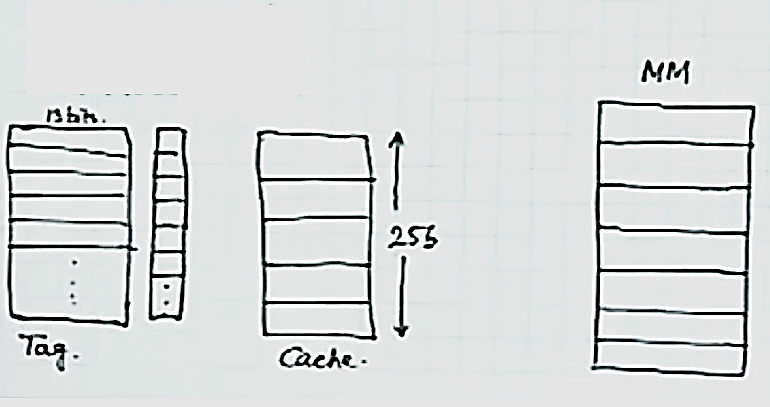 MM
13 bit.
256
Tag.
Cache.